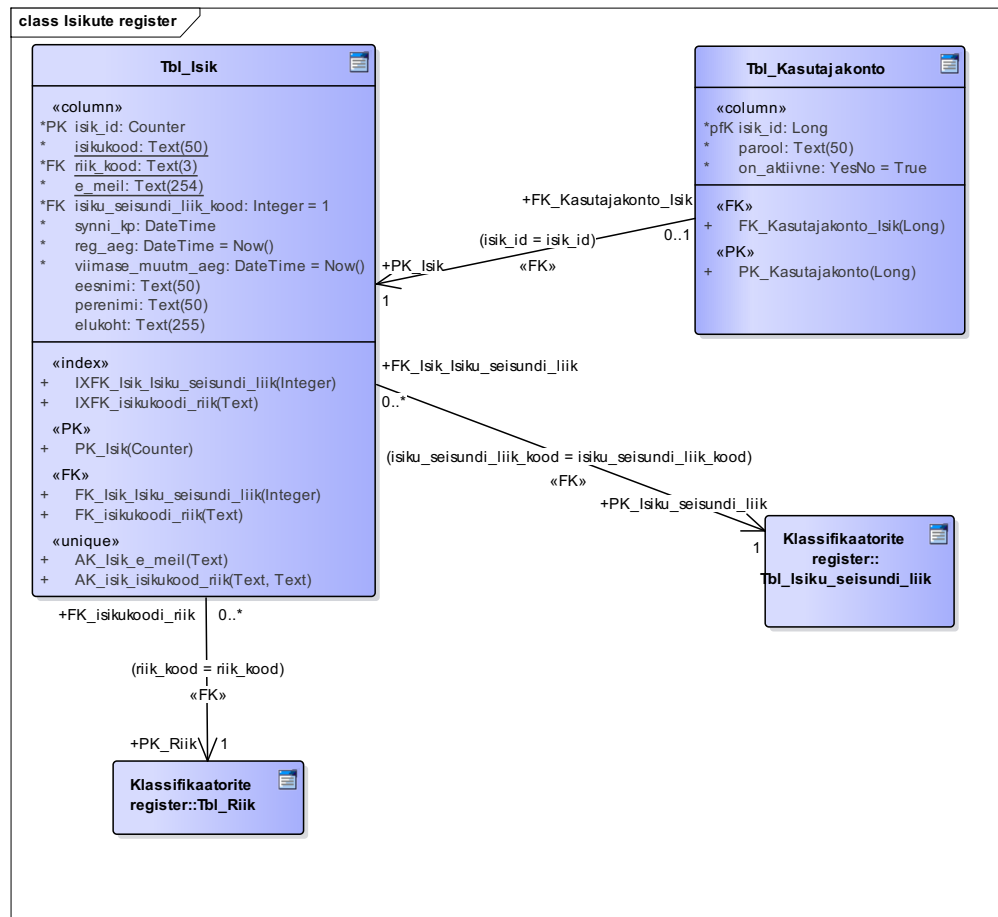 class Isikute register
Tbl_Isik
«column»
*PK isik_id: Counter
* isikukood: Text(50)
*FK riik_kood: Text(3)
* e_meil: Text(254)
*FK isiku_seisundi_liik_kood: Integer = 1
* synni_kp: DateTime
* reg_aeg: DateTime = Now()
* viimase_muutm_aeg: DateTime = Now()
eesnimi: Text(50)
perenimi: Text(50)
elukoht: Text(255)
«index»
+ IXFK_Isik_Isiku_seisundi_liik(Integer)
+ IXFK_isikukoodi_riik(Text)
«PK»
+ PK_Isik(Counter)
«FK»
+ FK_Isik_Isiku_seisundi_liik(Integer)
+ FK_isikukoodi_riik(Text)
«unique»
+ AK_Isik_e_meil(Text)
+ AK_isik_isikukood_riik(Text, Text)
Tbl_Kasutajakonto
«column»
*pfK isik_id: Long
* parool: Text(50)
* on_aktiivne: YesNo = True
«FK»
+ FK_Kasutajakonto_Isik(Long)
«PK»
+ PK_Kasutajakonto(Long)
+FK_Kasutajakonto_Isik
0..1
(isik_id = isik_id)
«FK»
+PK_Isik
1
+FK_Isik_Isiku_seisundi_liik
0..*
(isiku_seisundi_liik_kood = isiku_seisundi_liik_kood)
«FK»
+PK_Isiku_seisundi_liik
1
Klassifikaatorite
register::
Tbl_Isiku_seisundi_liik
+FK_isikukoodi_riik 0..*
(riik_kood = riik_kood)
«FK»
+PK_Riik 1
Klassifikaatorite
register::Tbl_Riik